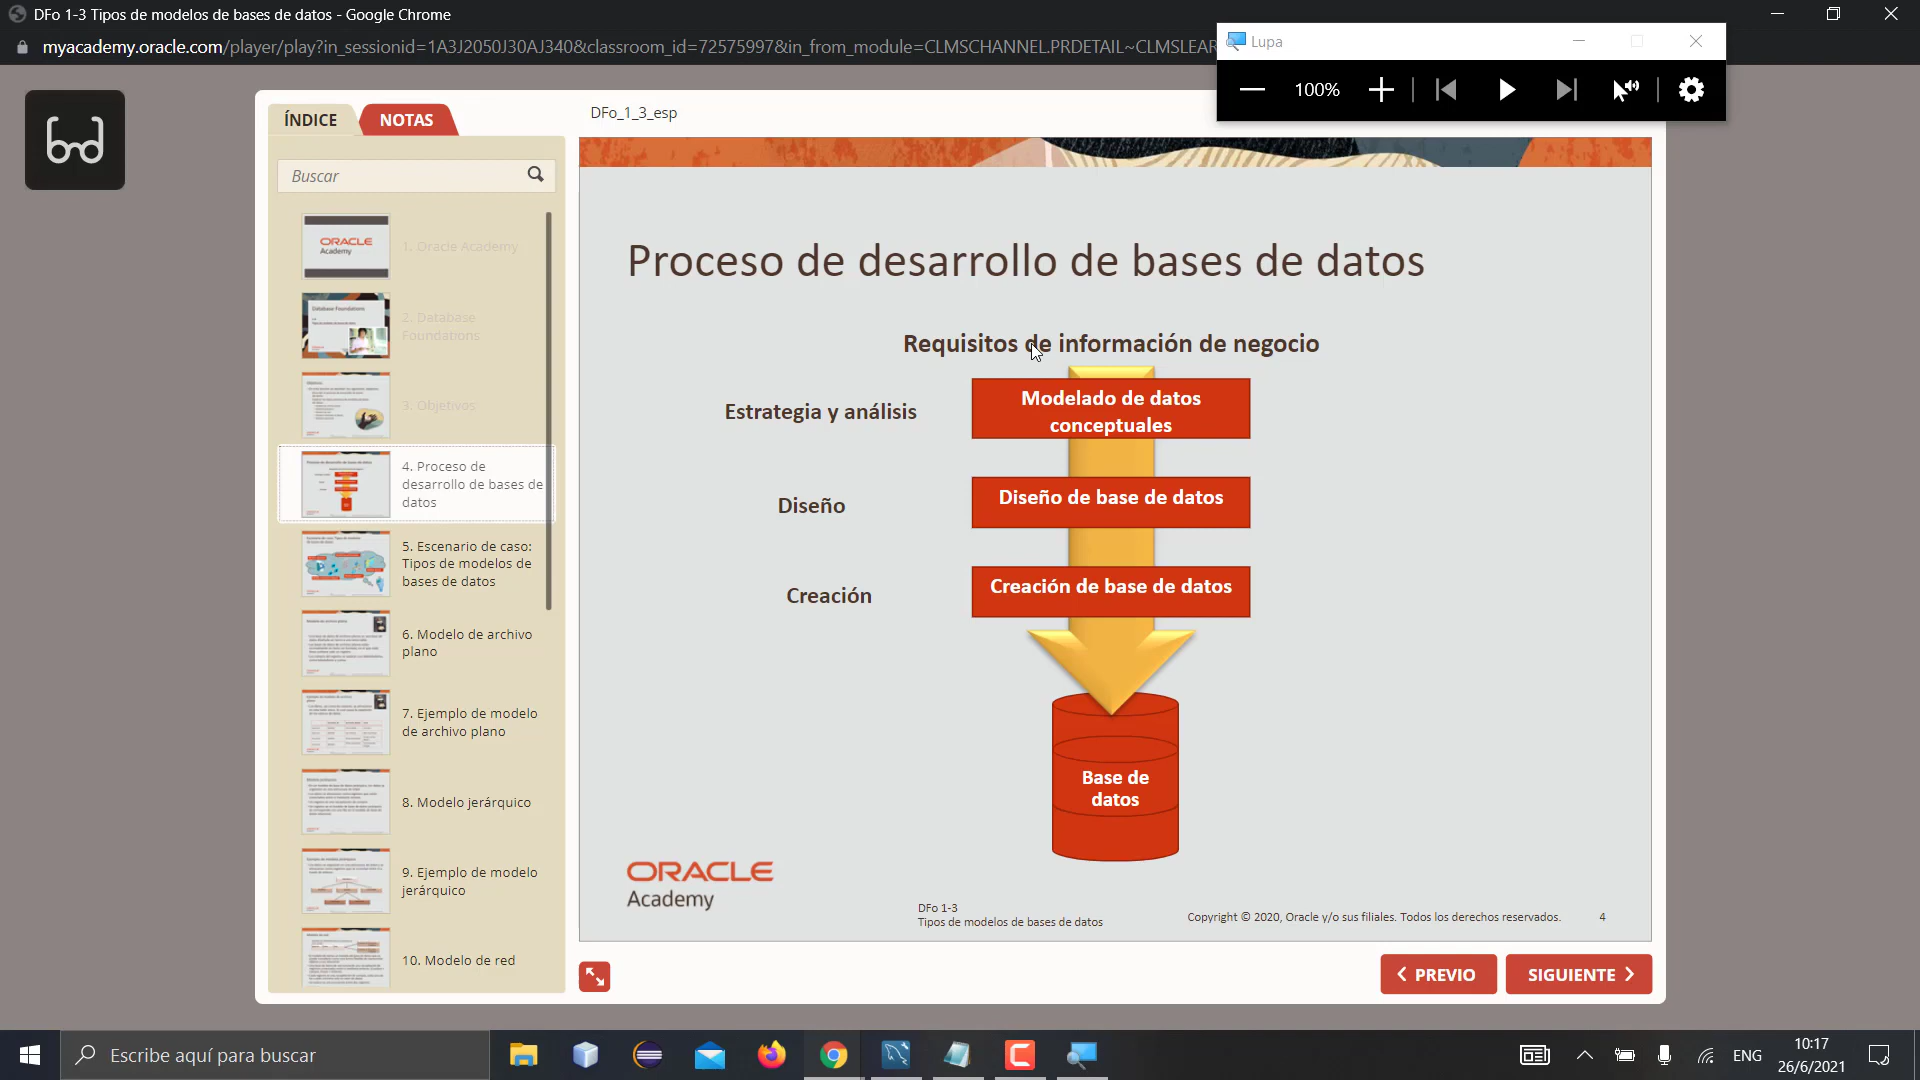 DFo 1-3 Tipos de modelos de bases de datos - Google Chrome
myacademy.oracle.com/player/play?in_sessionid=1A3J2050J30AJ340&classroom_id=72575997&in_from_module=CLMSCHANNEL.PRDETAIL~CLMSLEAR
Lupa
100%
ÍNDICE
NOTAS
DFo_1_3_esp
Buscar
ORACLE
Academy
1. Oracle Academy
Database Foundations
2. Database
Foundations
3. Objetivos
4. Proceso de
desarrollo de bases de
datos
5. Escenario de caso:
Tipos de modelos de
bases de datos
6. Modelo de archivo
plano
7. Ejemplo de modelo
de archivo plano
8. Modelo jerárquico
9. Ejemplo de modelo
jerárquico
10. Modelo de red
Proceso de desarrollo de bases de datos
Requisitos de información de negocio
Estrategia y análisis
Modelado de datos
conceptuales
Diseño
Diseño de base de datos
Creación
Creación de base de datos
Base de
datos
ORACLE
Academy
DFo 1-3
Tipos de modelos de bases de datos
Copyright © 2020, Oracle y/o sus filiales. Todos los derechos reservados.
4
PREVIO
SIGUIENTE
Escribe aquí para buscar
ENG
10:17
26/6/2021